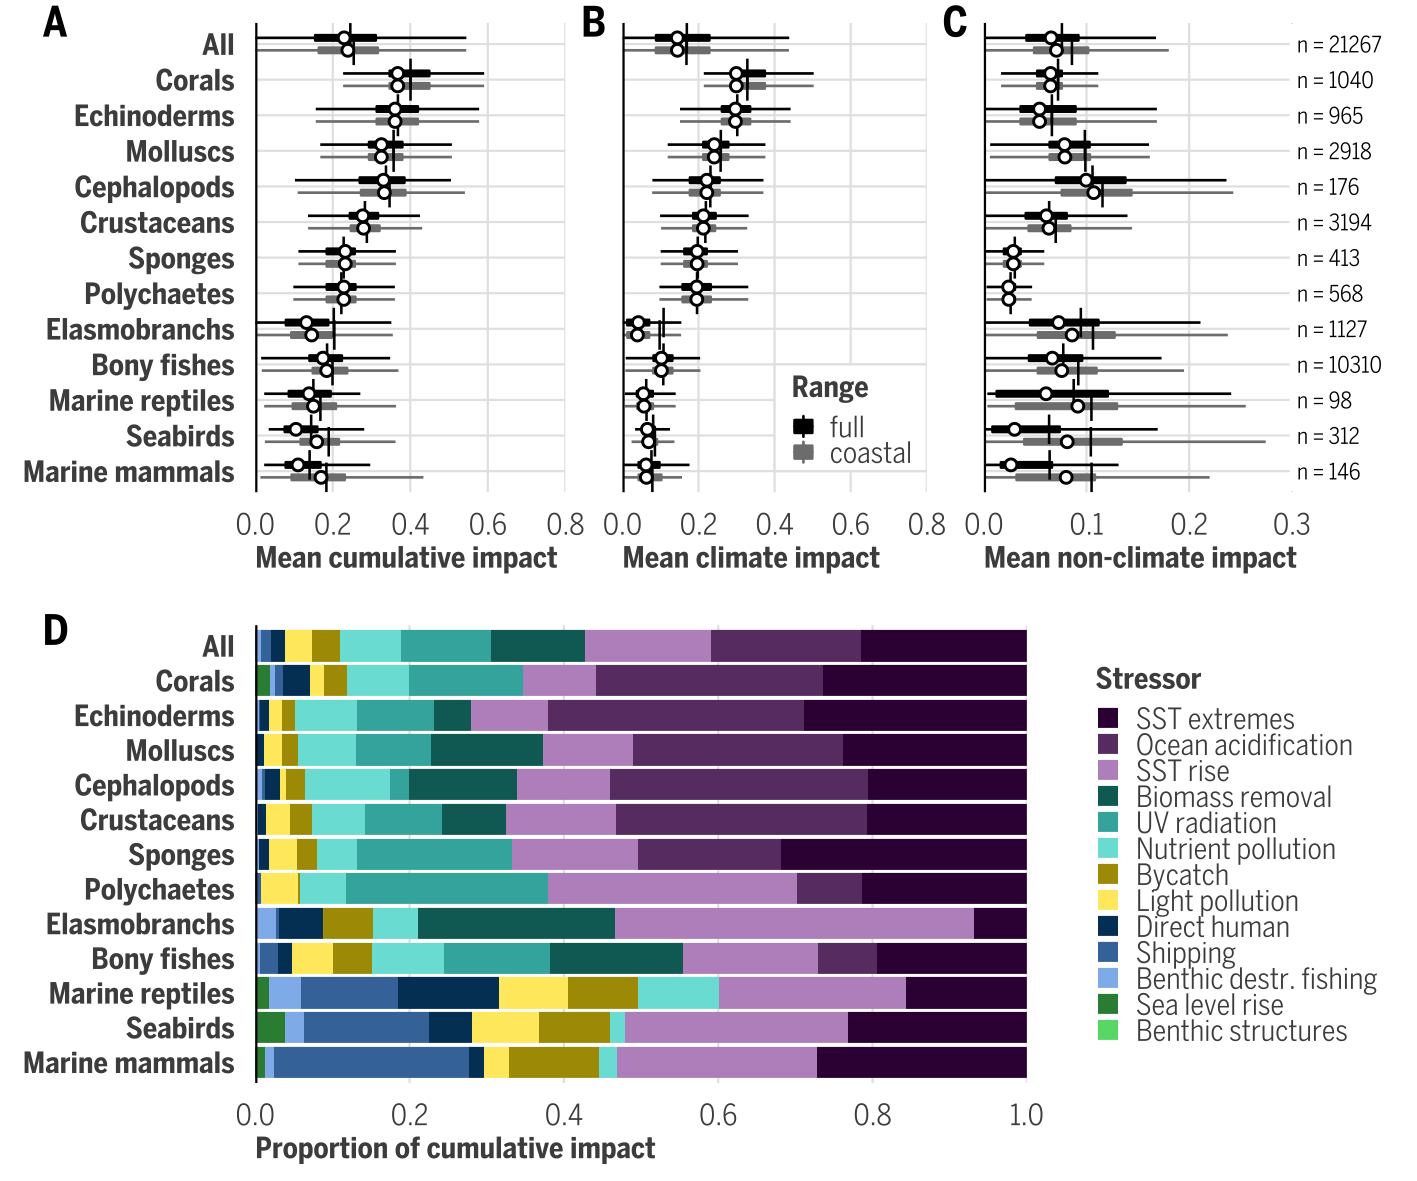 A
B
C
All
Corals
Echinoderms
Molluscs
Cephalopods
Crustaceans
Sponges
Polychaetes
Elasmobranchs
Bony fishes
Marine reptiles
Seabirds
Marine mammals
n = 21267
n = 1040
n = 965
n = 2918
n = 176
n = 3194
n = 413
n = 568
n = 1127
n = 10310
n = 98
n = 312
n = 146
Range
full
coastal
0.0 0.2 0.4 0.6 0.8
Mean cumulative impact
0.0 0.2 0.4 0.6 0.8
Mean climate impact
0.0 0.1 0.2 0.3
Mean non-climate impact
D
All
Corals
Echinoderms
Molluscs
Cephalopods
Crustaceans
Sponges
Polychaetes
Elasmobranchs
Bony fishes
Marine reptiles
Seabirds
Marine mammals
0.0 0.2 0.4 0.6 0.8 1.0
Proportion of cumulative impact
Stressor
SST extremes
Ocean acidification
SST rise
Biomass removal
UV radiation
Nutrient pollution
Bycatch
Light pollution
Direct human
Shipping
Benthic destr. fishing
Sea level rise
Benthic structures